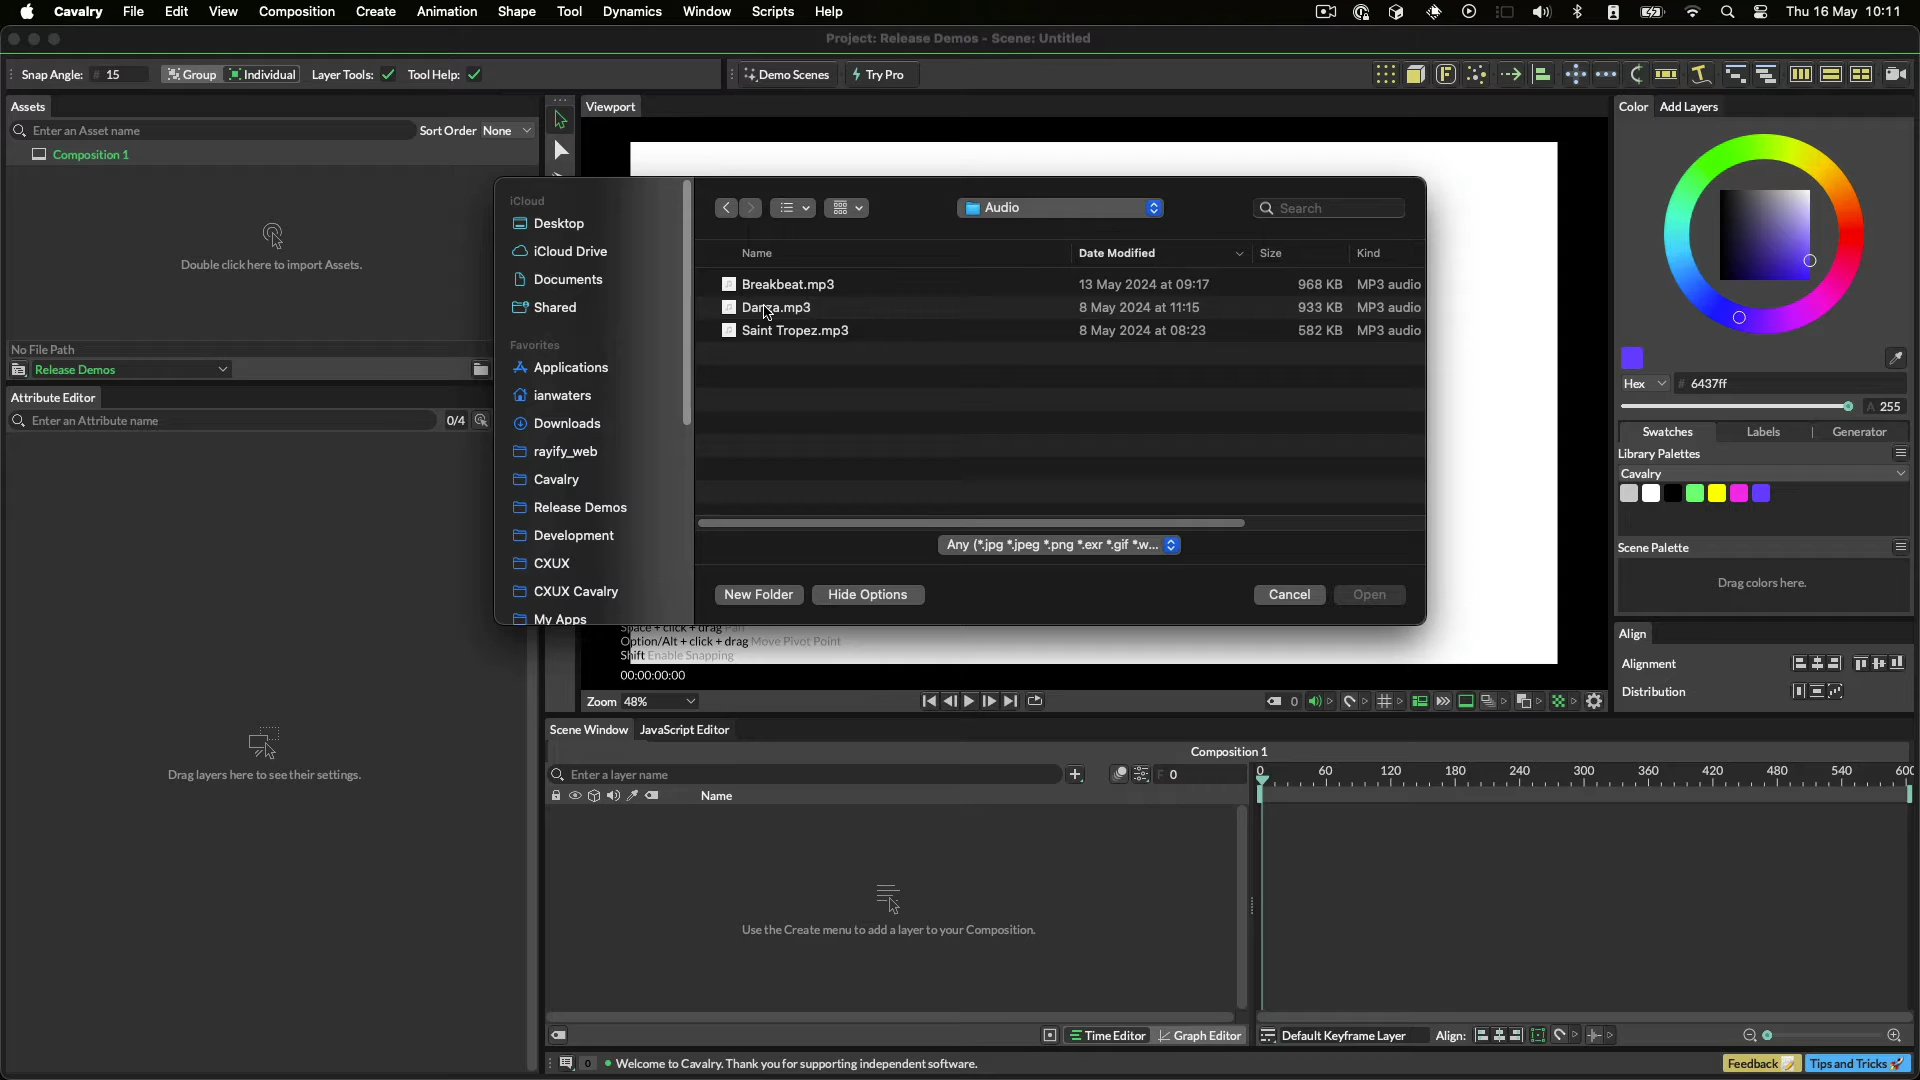 Cavalry File Edit View Composition Create Animation Shape Tool Dynamics Window Scripts Help Thu 16 May 10:11
Project: Release Demos - Scene: Untitled
Snap Angle: # 15 Group Individual Layer Tools: Tool Help: Demo Scenes Try Pro
Assets
Enter an Asset name Sort Order None
Composition 1
Double click here to import Assets.
No File Path
Release Demos
Attribute Editor
Enter an Attribute name 0/4
Drag layers here to see their settings.
Viewport
iCloud
Desktop
iCloud Drive
Documents
Shared
Favorites
Applications
ianwaters
Downloads
rayify_web
Cavalry
Release Demos
Development
CXUX
CXUX Cavalry
My Apps
Audio Search
Name Date Modified Size Kind
Breakbeat.mp3 13 May 2024 at 09:17 968 KB MP3 audio
Danza.mp3 8 May 2024 at 11:15 933 KB MP3 audio
Saint Tropez.mp3 8 May 2024 at 08:23 582 KB MP3 audio
Any (*.jpg *.jpeg *.png *.exr *.gif *.w...
New Folder Hide Options Cancel Open
Space + click + drag Pan
Option/Alt + click + drag Move Pivot Point
Shift Enable Snapping
00:00:00:00
Zoom 48% 0
Color Add Layers
Hex # 6437ff
A 255
Swatches Labels Generator
Library Palettes
Cavalry
Scene Palette
Drag colors here.
Align
Alignment
Distribution
Scene Window JavaScript Editor
Composition 1
Enter a layer name F 0
0 60 120 180 240 300 360 420 480 540 600
Name
Use the Create menu to add a layer to your Composition.
Time Editor Graph Editor Default Keyframe Layer Align:
0 Welcome to Cavalry. Thank you for supporting independent software. Feedback Tips and Tricks